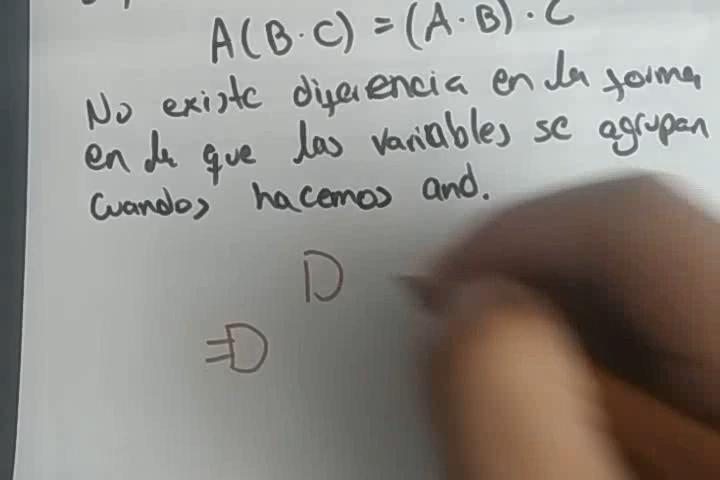 A(B·C)=(A·B)·C
No existe diferencia en la forma
en la que las variables se agrupan
cuandos hacemos and.